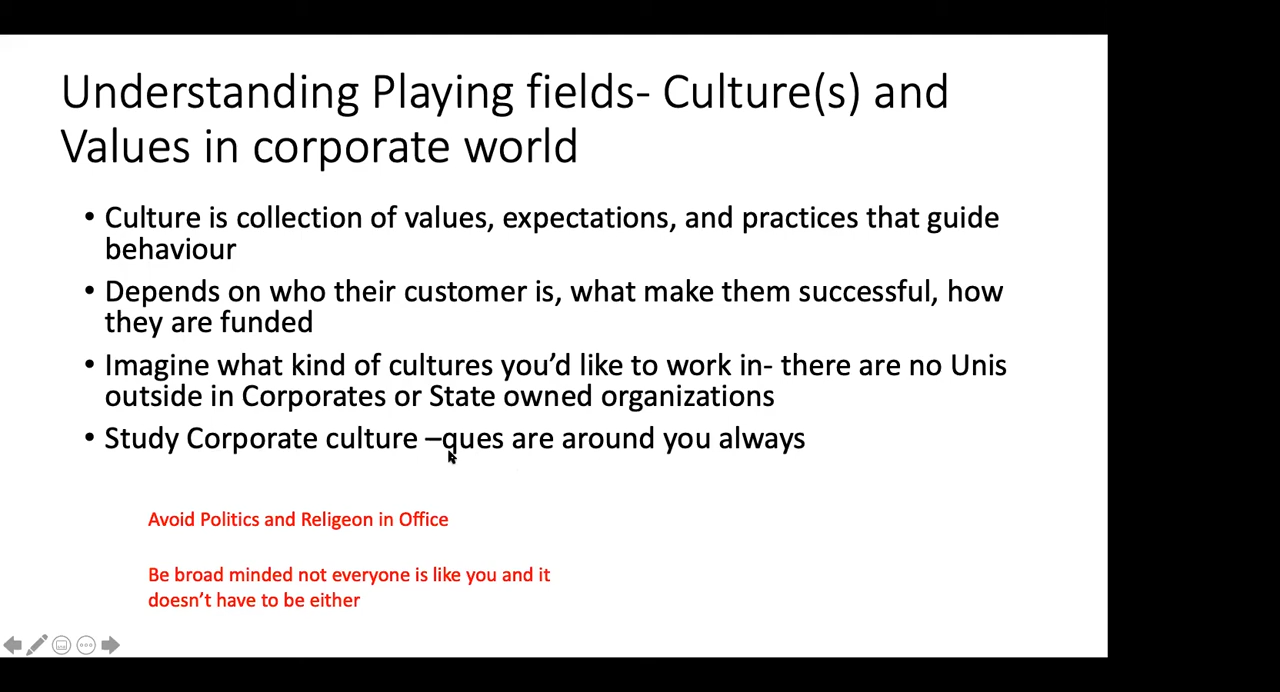 Understanding Playing fields- Culture(s) and
Values in corporate world
• Culture is collection of values, expectations, and practices that guide
behaviour
• Depends on who their customer is, what make them successful, how
they are funded
• Imagine what kind of cultures you’d like to work in- there are no Unis
outside in Corporates or State owned organizations
• Study Corporate culture –ques are around you always
Avoid Politics and Religeon in Office
Be broad minded not everyone is like you and it
doesn’t have to be either